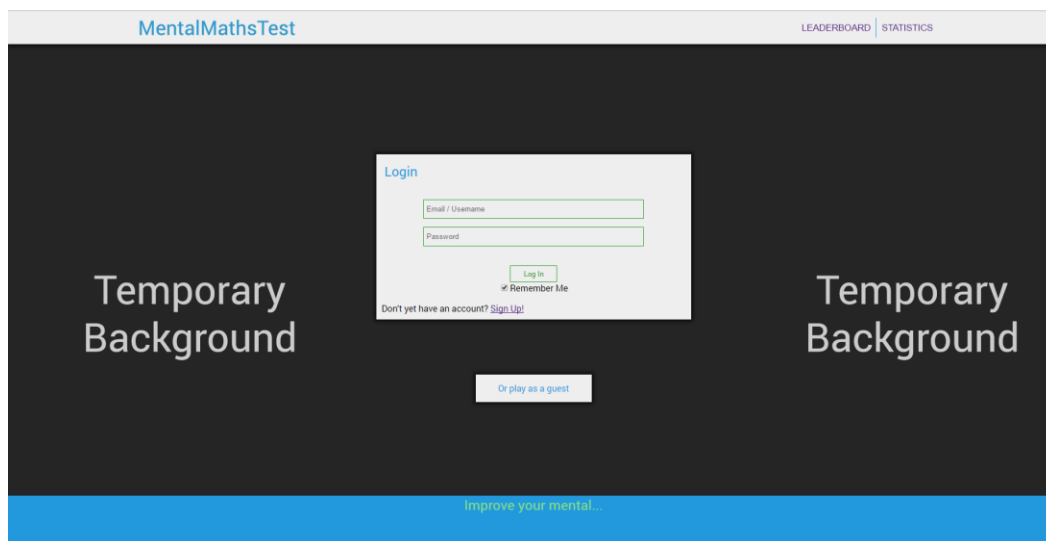 MentalMathsTest
LEADERBOARD STATISTICS
Login
Email / Username
Password
Log In
Remember Me
Don't yet have an account? Sign Up!
Temporary
Background
Temporary
Background
Or play as a guest
Improve your mental...